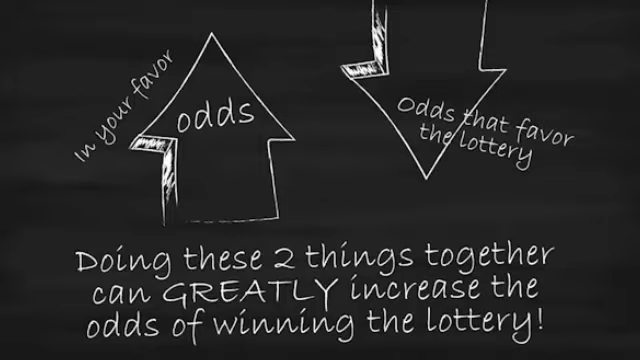 In your favor
odds
Odds that favor
the lottery
Doing these 2 things together
can GREATLY increase the
odds of winning the lottery!